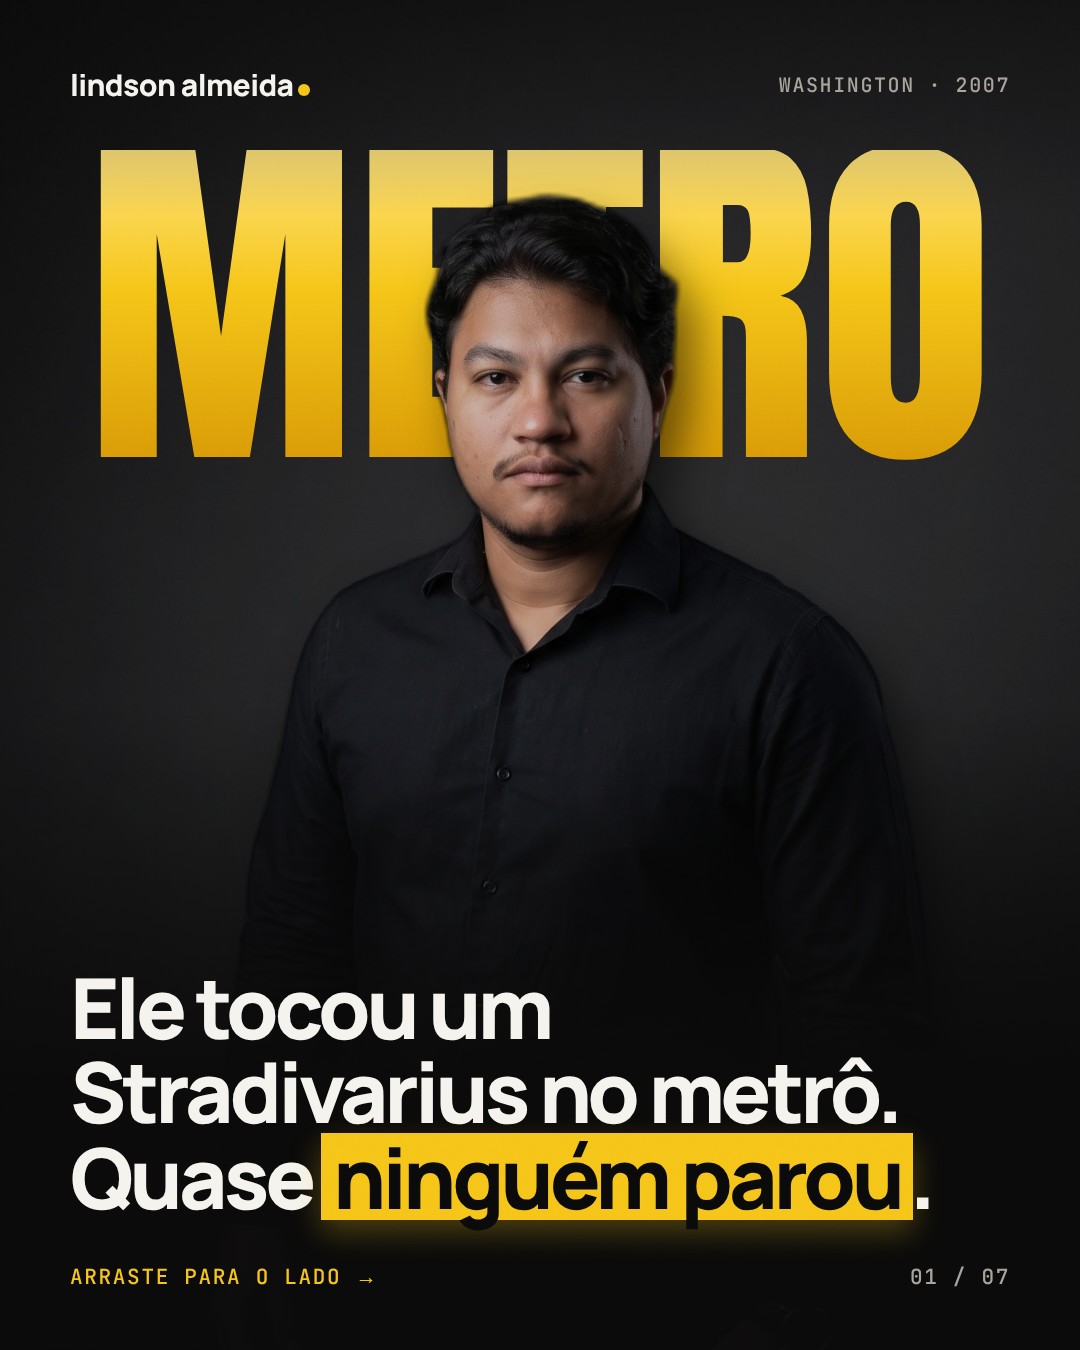 lindson almeida.
WASHINGTON · 2007
METRO
Ele tocou um
Stradivarius no metrô.
Quase ninguém parou.
ARRASTE PARA O LADO →
01 / 07